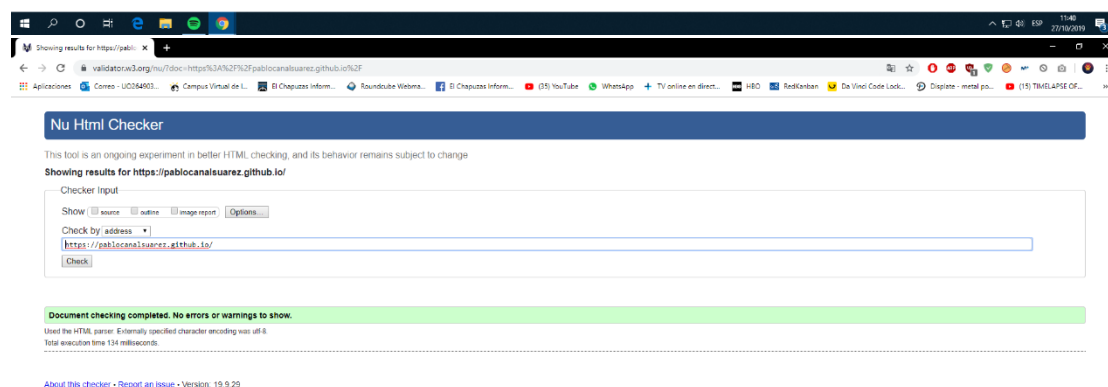 ESP
11:40
27/10/2019
Showing results for https://pablo
validator.w3.org/nu/?doc=https%3A%2F%2Fpablocanalsuarez.github.io%2F
Aplicaciones Correo - UO264903... Campus Virtual de L... El Chapuzas Inform... Roundcube Webma... El Chapuzas Inform... (35) YouTube WhatsApp TV online en direct... HBO RedKanban Da Vinci Code Lock... Displate - metal po... (15) TIMELAPSE OF... »
Nu Html Checker
This tool is an ongoing experiment in better HTML checking, and its behavior remains subject to change
Showing results for https://pablocanalsuarez.github.io/
Checker Input
Show source outline image report Options...
Check by address
https://pablocanalsuarez.github.io/
Check
Document checking completed. No errors or warnings to show.
Used the HTML parser. Externally specified character encoding was utf-8.
Total execution time 134 milliseconds.
About this checker • Report an issue • Version: 19.9.29